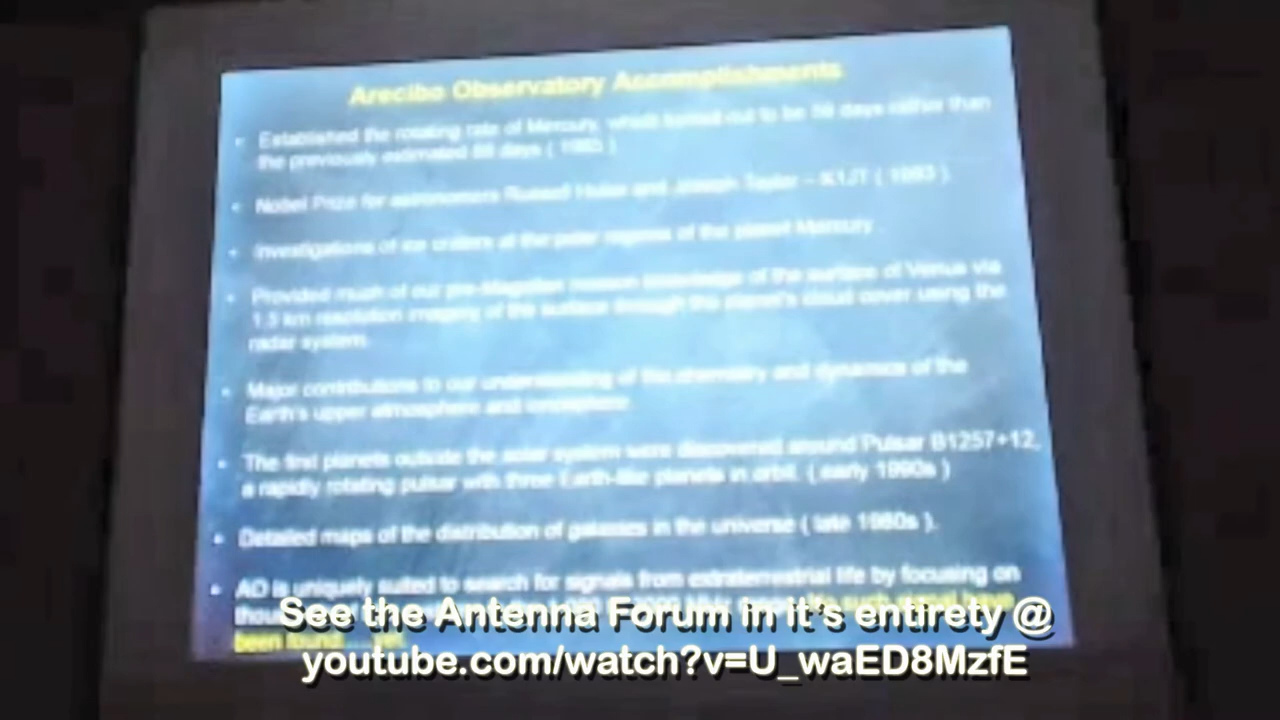 Arecibo Observatory Accomplishments
• Established the rotating rate of Mercury, which turned out to be 59 days rather than
the previously estimated 88 days ( 1965 )
• Nobel Prize for astronomers Russell Hulse and Joseph Taylor – K1JT ( 1993 ).
• Investigations of ice craters at the polar regions of the planet Mercury.
• Provided much of our pre-Magellan mission knowledge of the surface of Venus via
1.5 km resolution imaging of the surface through the planet's cloud cover using the
radar system.
• Major contributions to our understanding of the chemistry and dynamics of the
Earth's upper atmosphere and ionosphere.
• The first planets outside the solar system were discovered around Pulsar B1257+12,
a rapidly rotating pulsar with three Earth-like planets in orbit. ( early 1990s )
• Detailed maps of the distribution of galaxies in the universe ( late 1980s ).
• AO is uniquely suited to search for signals from extraterrestrial life by focusing on
such signal have
been found
See the Antenna Forum in it's entirety @
youtube.com/watch?v=U_waED8MzfE